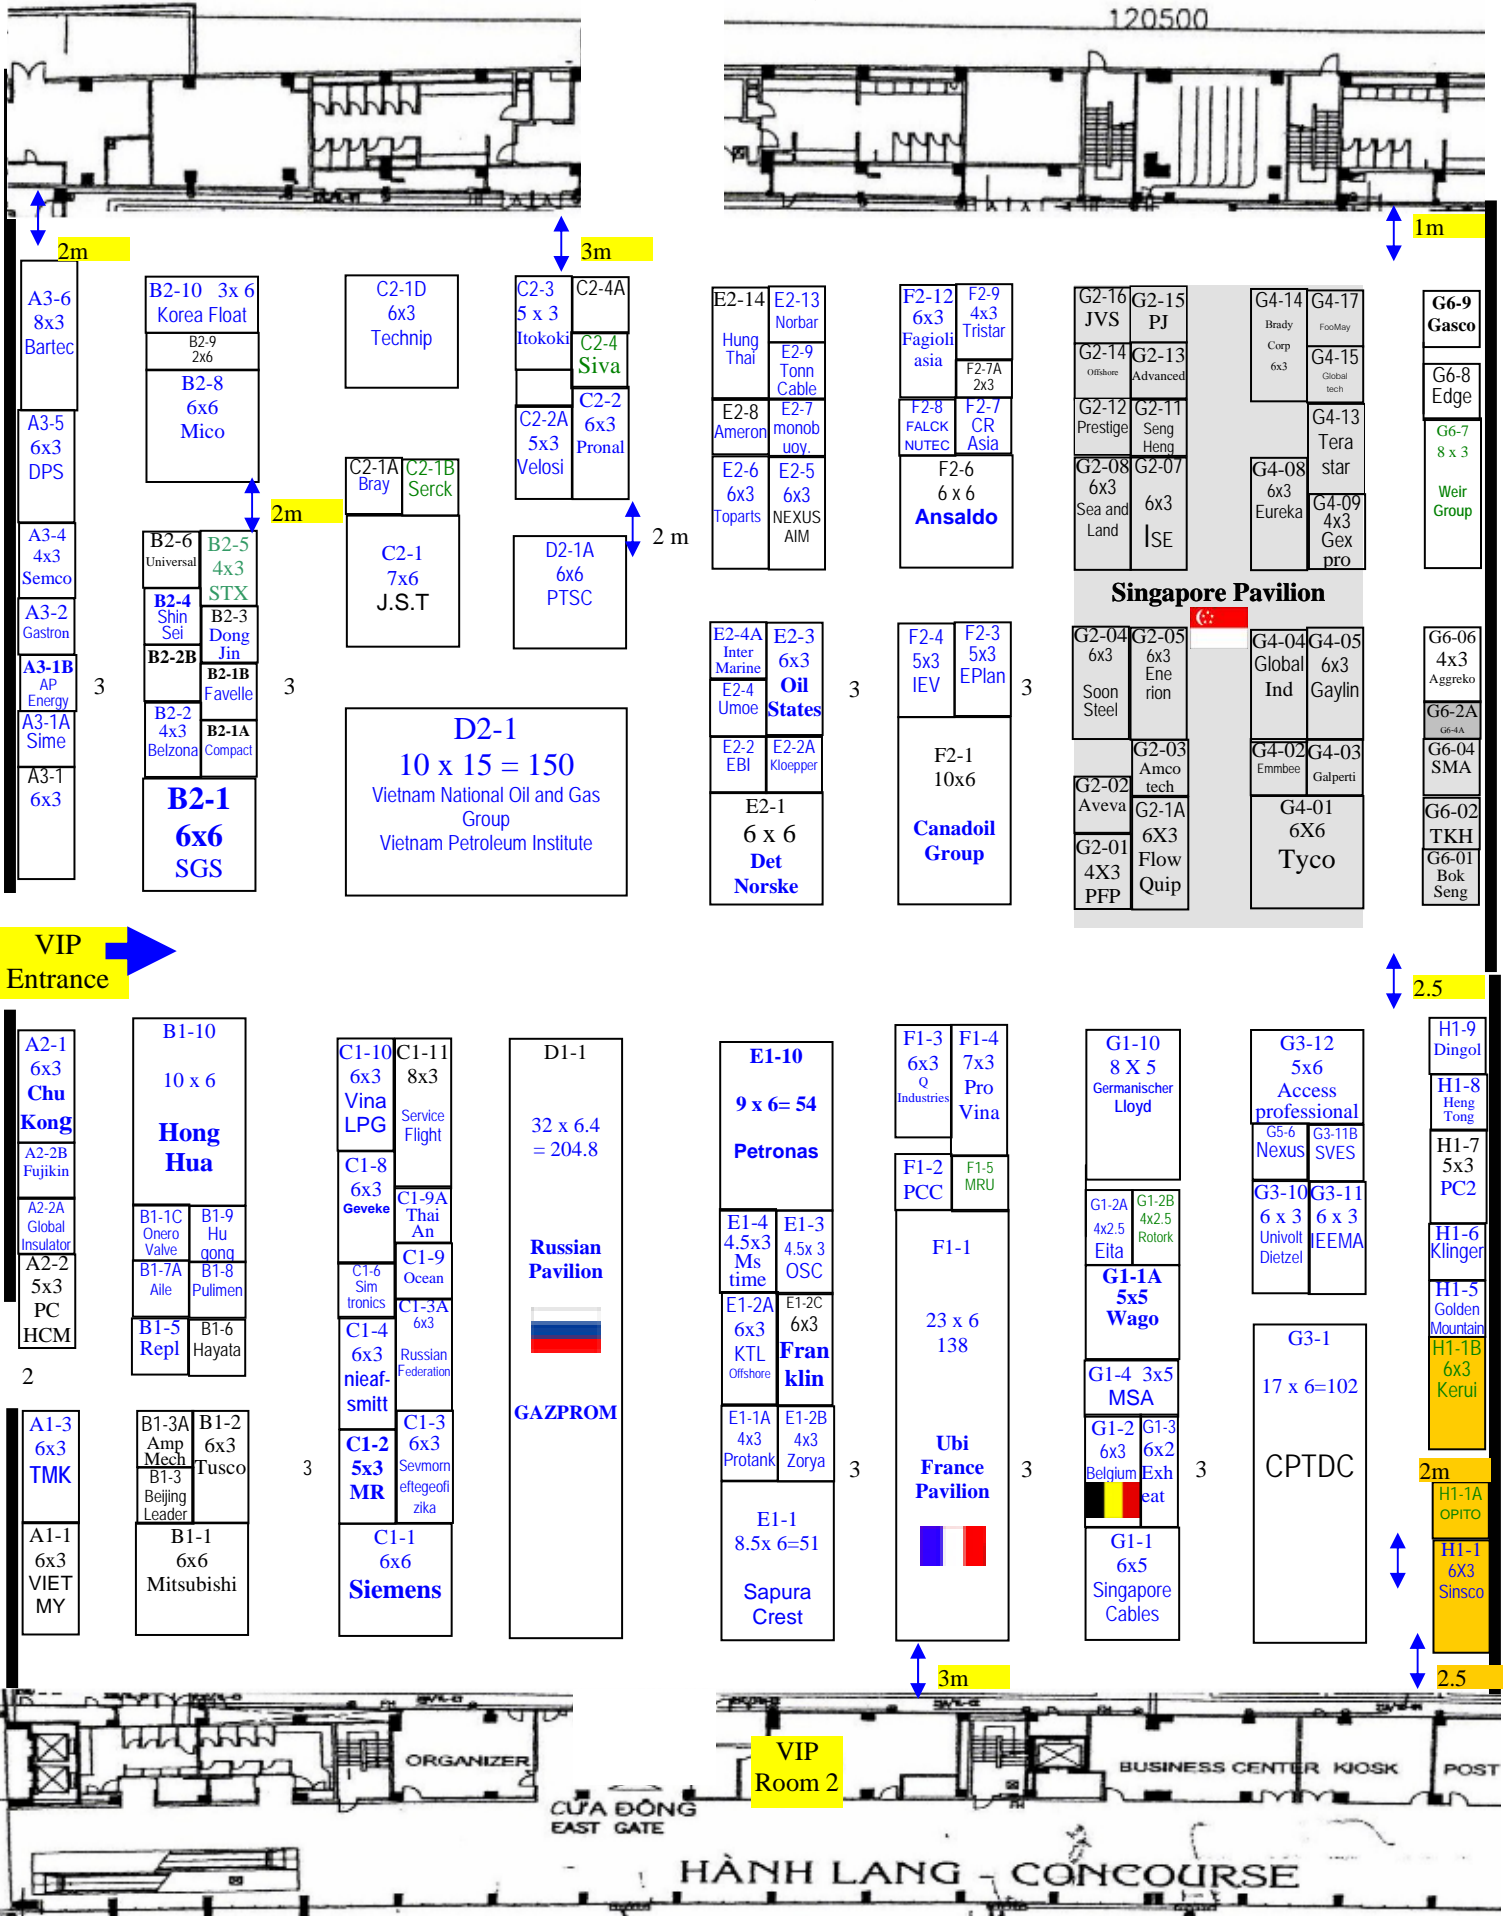 120500
2m
3m
1m
A3-6
8x3
Bartec
A3-5
6x3
DPS
A3-4
4x3
Semco
A3-2
Gastron
A3-1B
AP
Energy
A3-1A
Sime
A3-1
6x3
3
B2-10 3x 6
Korea Float
B2-9
2x6
B2-8
6x6
Mico
2m
B2-6
Universal
B2-5
4x3
STX
B2-4
Shin
Sei
B2-3
Dong
Jin
B2-2B
B2-1B
Favelle
B2-2
4x3
Belzona
B2-1A
Compact
B2-1
6x6
SGS
3
C2-1D
6x3
Technip
C2-1A
Bray
C2-1B
Serck
C2-1
7x6
J.S.T
C2-3
5 x 3
Itokoki
C2-4A
C2-4
Siva
C2-2A
5x3
Velosi
C2-2
6x3
Pronal
2 m
D2-1A
6x6
PTSC
D2-1
10 x 15 = 150
Vietnam National Oil and Gas
Group
Vietnam Petroleum Institute
E2-14
Hung
Thai
E2-13
Norbar
E2-9
Tonn
Cable
E2-8
Ameron
E2-7
monob
uoy.
E2-6
6x3
Toparts
E2-5
6x3
NEXUS
AIM
E2-4A
Inter
Marine
E2-3
6x3
Oil
States
E2-4
Umoe
E2-2
EBI
E2-2A
Kloepper
E2-1
6 x 6
Det
Norske
3
F2-12
6x3
Fagioli
asia
F2-9
4x3
Tristar
F2-7A
2x3
F2-8
FALCK
NUTEC
F2-7
CR
Asia
F2-6
6 x 6
Ansaldo
F2-4
5x3
IEV
F2-3
5x3
EPlan
F2-1
10x6
Canadoil
Group
3
G2-16
JVS
G2-15
PJ
G2-14
Offshore
G2-13
Advanced
G2-12
Prestige
G2-11
Seng
Heng
G2-08
6x3
Sea and
Land
G2-07
6x3
ISE
G4-14
Brady
Corp
6x3
G4-17
FooMay
G4-15
Global
tech
G4-13
Tera
star
G4-08
6x3
Eureka
G4-09
4x3
Gex
pro
Singapore Pavilion
G2-04
6x3
Soon
Steel
G2-05
6x3
Ene
rion
G2-03
Amco
tech
G2-02
Aveva
G2-1A
6X3
Flow
Quip
G2-01
4X3
PFP
G4-04
Global
Ind
G4-05
6x3
Gaylin
G4-02
Emmbee
G4-03
Galperti
G4-01
6X6
Tyco
G6-9
Gasco
G6-8
Edge
G6-7
8 x 3
Weir
Group
G6-06
4x3
Aggreko
G6-2A
G6-4A
G6-04
SMA
G6-02
TKH
G6-01
Bok
Seng
VIP
Entrance
2.5
A2-1
6x3
Chu
Kong
A2-2B
Fujikin
A2-2A
Global
Insulator
A2-2
5x3
PC
HCM
2
A1-3
6x3
TMK
A1-1
6x3
VIET
MY
B1-10
10 x 6
Hong
Hua
B1-1C
Onero
Valve
B1-9
Hu
gong
B1-7A
Aile
B1-8
Pulimen
B1-5
Repl
B1-6
Hayata
B1-3A
Amp
Mech
B1-2
6x3
Tusco
B1-3
Beijing
Leader
B1-1
6x6
Mitsubishi
3
C1-10
6x3
Vina
LPG
C1-11
8x3
Service
Flight
C1-8
6x3
Geveke
C1-9A
Thai
An
C1-9
Ocean
C1-6
Sim
tronics
C1-3A
6x3
Russian
Federation
C1-4
6x3
nieaf-
smitt
C1-3
6x3
Sevmorn
eftegeofi
zika
C1-2
5x3
MR
C1-1
6x6
Siemens
D1-1
32 x 6.4
= 204.8
Russian
Pavilion
GAZPROM
E1-10
9 x 6= 54
Petronas
E1-4
4.5x3
Ms
time
E1-3
4.5x 3
OSC
E1-2A
6x3
KTL
Offshore
E1-2C
6x3
Fran
klin
E1-1A
4x3
Protank
E1-2B
4x3
Zorya
E1-1
8.5x 6=51
Sapura
Crest
3
F1-3
6x3
Q
Industries
F1-4
7x3
Pro
Vina
F1-2
PCC
F1-5
MRU
F1-1
23 x 6
138
Ubi
France
Pavilion
3
G1-10
8 X 5
Germanischer
Lloyd
G1-2A
4x2.5
Eita
G1-2B
4x2.5
Rotork
G1-1A
5x5
Wago
G1-4 3x5
MSA
G1-2
6x3
Belgium
G1-3
6x2
Exh
eat
G1-1
6x5
Singapore
Cables
3
G3-12
5x6
Access
professional
G5-6
Nexus
G3-11B
SVES
G3-10
6 x 3
Univolt
Dietzel
G3-11
6 x 3
IEEMA
G3-1
17 x 6=102
CPTDC
H1-9
Dingol
H1-8
Heng
Tong
H1-7
5x3
PC2
H1-6
Klinger
H1-5
Golden
Mountain
H1-1B
6x3
Kerui
2m
H1-1A
OPITO
H1-1
6X3
Sinsco
3m
2.5
ORGANIZER
VIP
Room 2
BUSINESS CENTER
KIOSK
POST
CỬA ĐÔNG
EAST GATE
HÀNH LANG - CONCOURSE